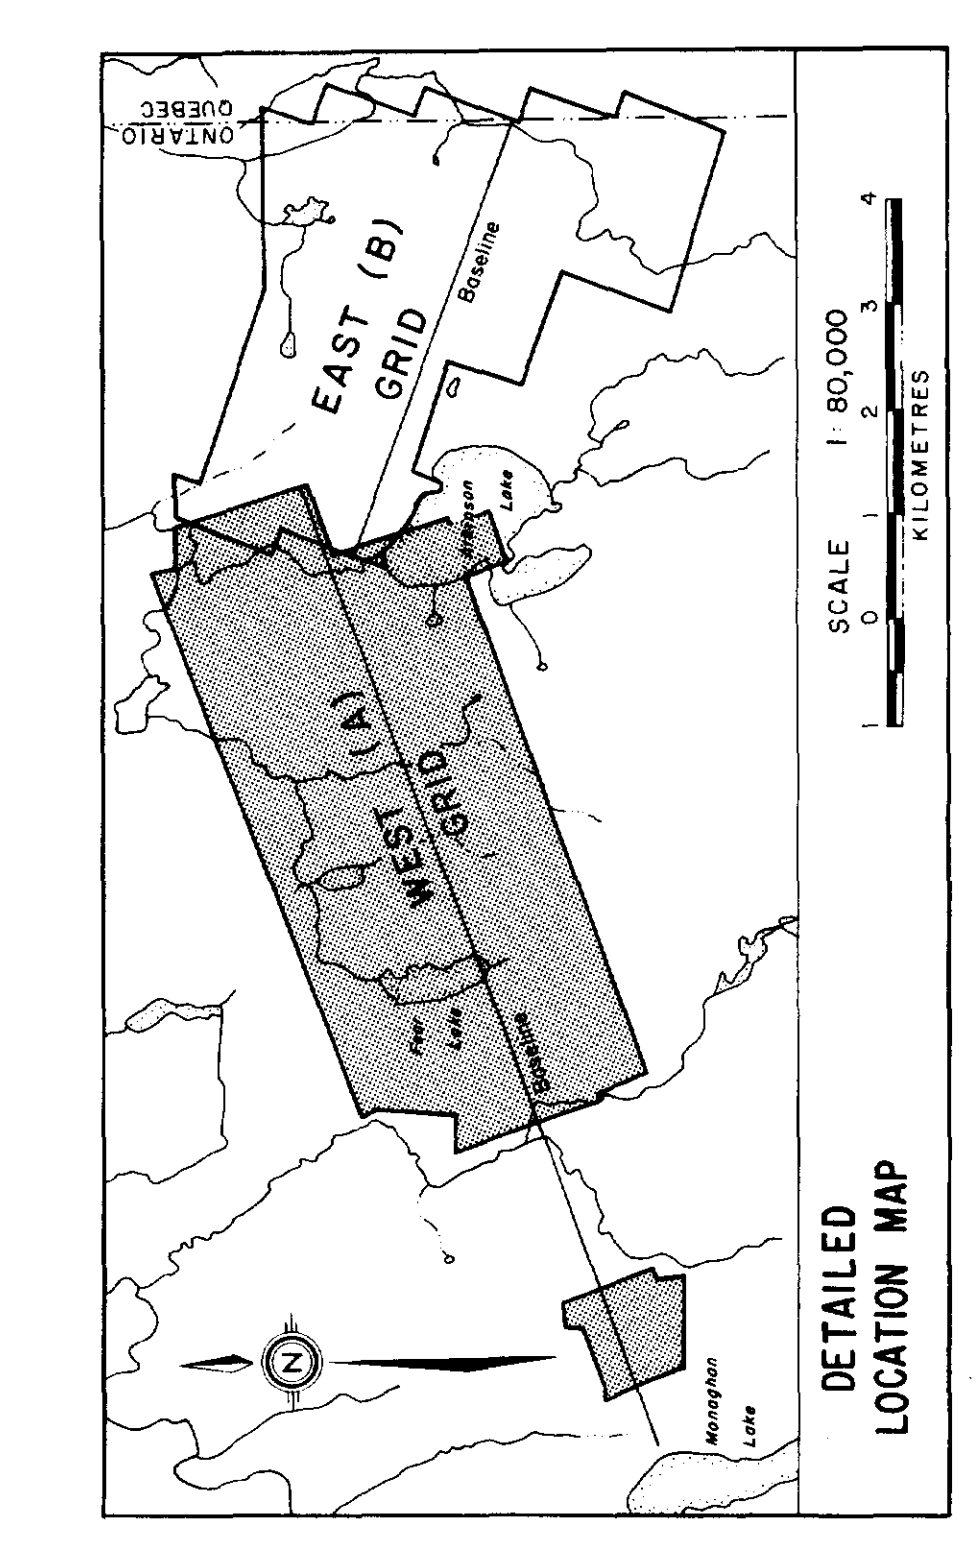 QUEBEC
ONTARIO
EAST (B)
GRID
Baseline
Lake
WEST (A)
GRID
Lake
Baseline
N
Monaghan
Lake
DETAILED
LOCATION MAP
SCALE 1:80,000
1 0 1 2 3 4
KILOMETRES